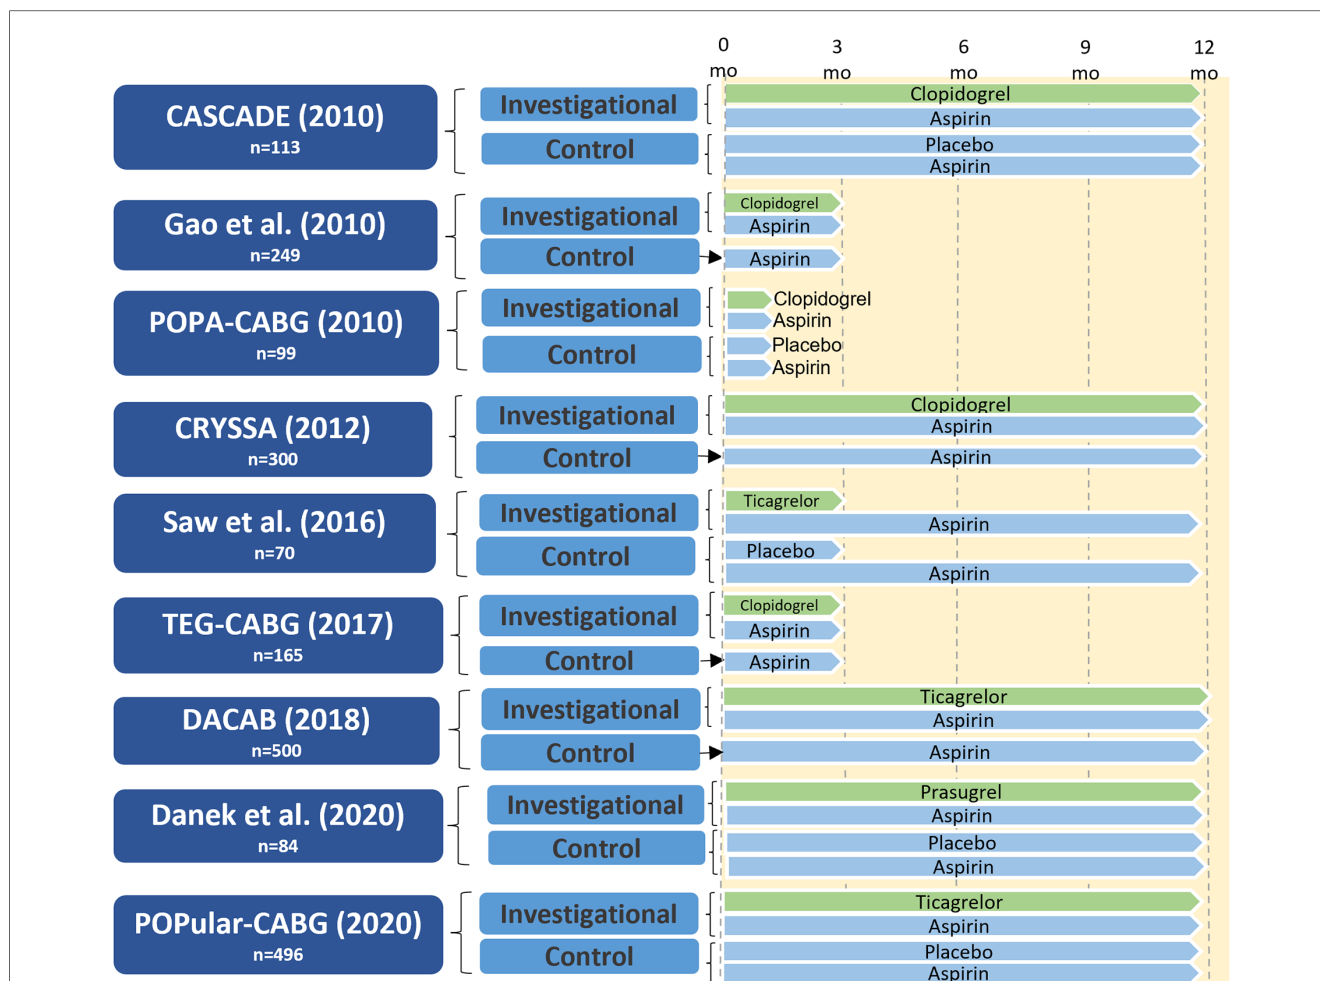 0 3 6 9 12
mo mo mo mo mo
CASCADE (2010)
n=113
Investigational
Clopidogrel
Aspirin
Control
Placebo
Aspirin
Gao et al. (2010)
n=249
Investigational
Clopidogrel
Aspirin
Control
Aspirin
POPA-CABG (2010)
n=99
Investigational
Clopidogrel
Aspirin
Control
Placebo
Aspirin
CRYSSA (2012)
n=300
Investigational
Clopidogrel
Aspirin
Control
Aspirin
Saw et al. (2016)
n=70
Investigational
Ticagrelor
Aspirin
Control
Placebo
Aspirin
TEG-CABG (2017)
n=165
Investigational
Clopidogrel
Aspirin
Control
Aspirin
DACAB (2018)
n=500
Investigational
Ticagrelor
Aspirin
Control
Aspirin
Danek et al. (2020)
n=84
Investigational
Prasugrel
Aspirin
Control
Placebo
Aspirin
POPular-CABG (2020)
n=496
Investigational
Ticagrelor
Aspirin
Control
Placebo
Aspirin